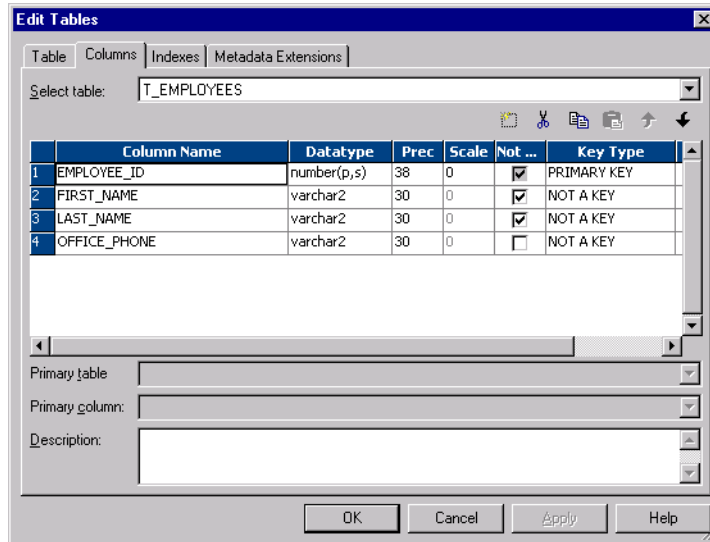 Edit Tables
Table Columns Indexes Metadata Extensions
Select table: T_EMPLOYEES
Column Name Datatype Prec Scale Not ... Key Type
1 EMPLOYEE_ID number(p,s) 38 0 PRIMARY KEY
2 FIRST_NAME varchar2 30 0 NOT A KEY
3 LAST_NAME varchar2 30 0 NOT A KEY
4 OFFICE_PHONE varchar2 30 0 NOT A KEY
Primary table
Primary column:
Description:
OK Cancel Apply Help